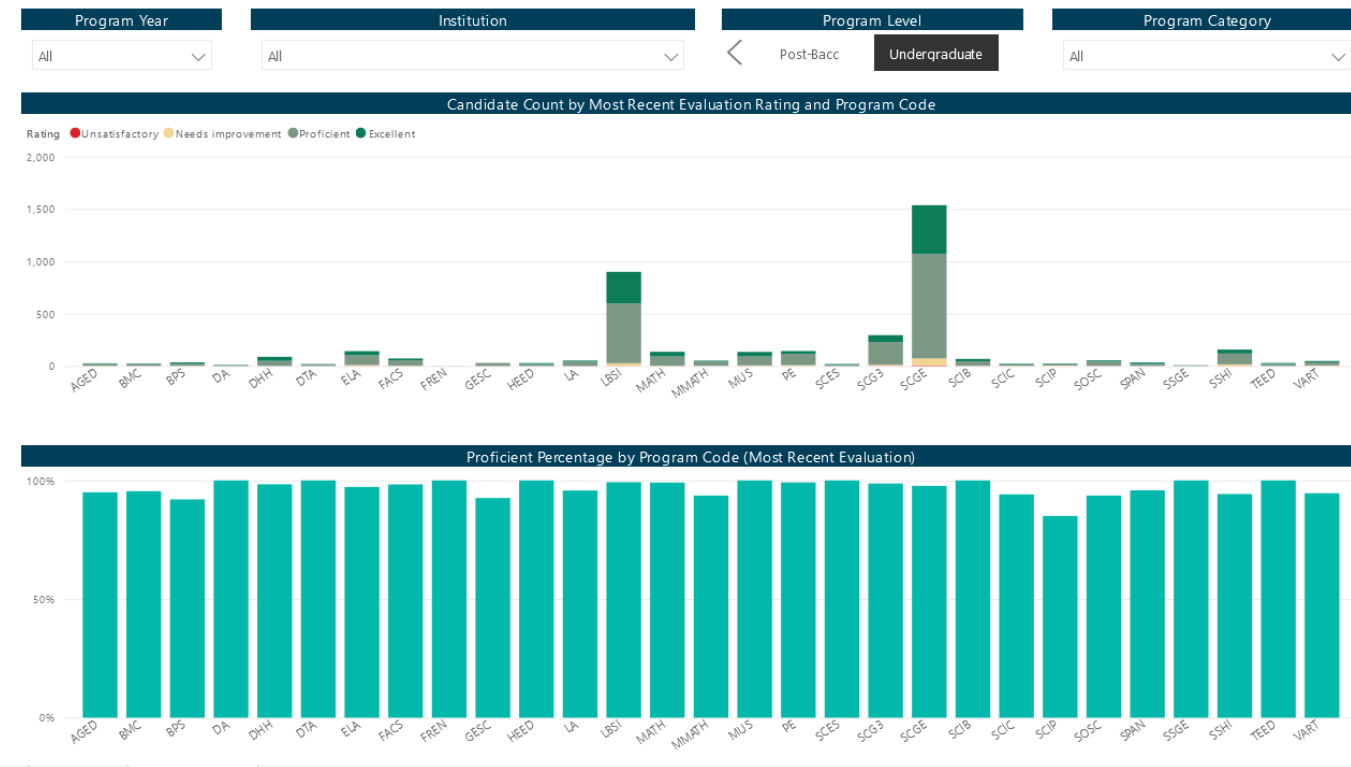 Program Year Institution Program Level Program Category
All All Post-Bacc Undergraduate All
Candidate Count by Most Recent Evaluation Rating and Program Code
Rating Unsatisfactory Needs improvement Proficient Excellent
2,000
1,500
1,000
500
0
AGED BMC BPS DA DHH DTA ELA FACS FREN GESC HEED LA LBSI MATH MMATH MUS PE SCES SCG3 SCGE SCIB SCIC SCIP SOSC SPAN SSGE SSHI TEED VART
Proficient Percentage by Program Code (Most Recent Evaluation)
100%
50%
0%
AGED BMC BPS DA DHH DTA ELA FACS FREN GESC HEED LA LBSI MATH MMATH MUS PE SCES SCG3 SCGE SCIB SCIC SCIP SOSC SPAN SSGE SSHI TEED VART